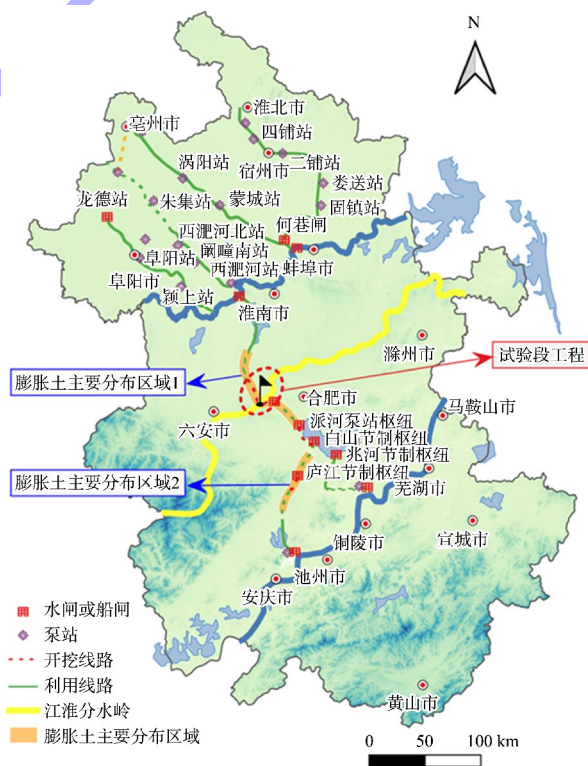 N
淮北市
亳州市
四铺站
宿州市
二铺站
涡阳站
娄送站
龙德站
朱集站
蒙城站
固镇站
西淝河北站
何巷闸
阚疃南站
阜阳站
西淝河站
蚌埠市
阜阳市
颍上站
淮南市
滁州市
试验段工程
膨胀土主要分布区域1
合肥市
马鞍山市
六安市
派河泵站枢纽
白山节制枢纽
兆河节制枢纽
膨胀土主要分布区域2
庐江节制枢纽
芜湖市
铜陵市
宣城市
池州市
安庆市
水闸或船闸
泵站
开挖线路
利用线路
江淮分水岭
膨胀土主要分布区域
黄山市
0 50 100 km